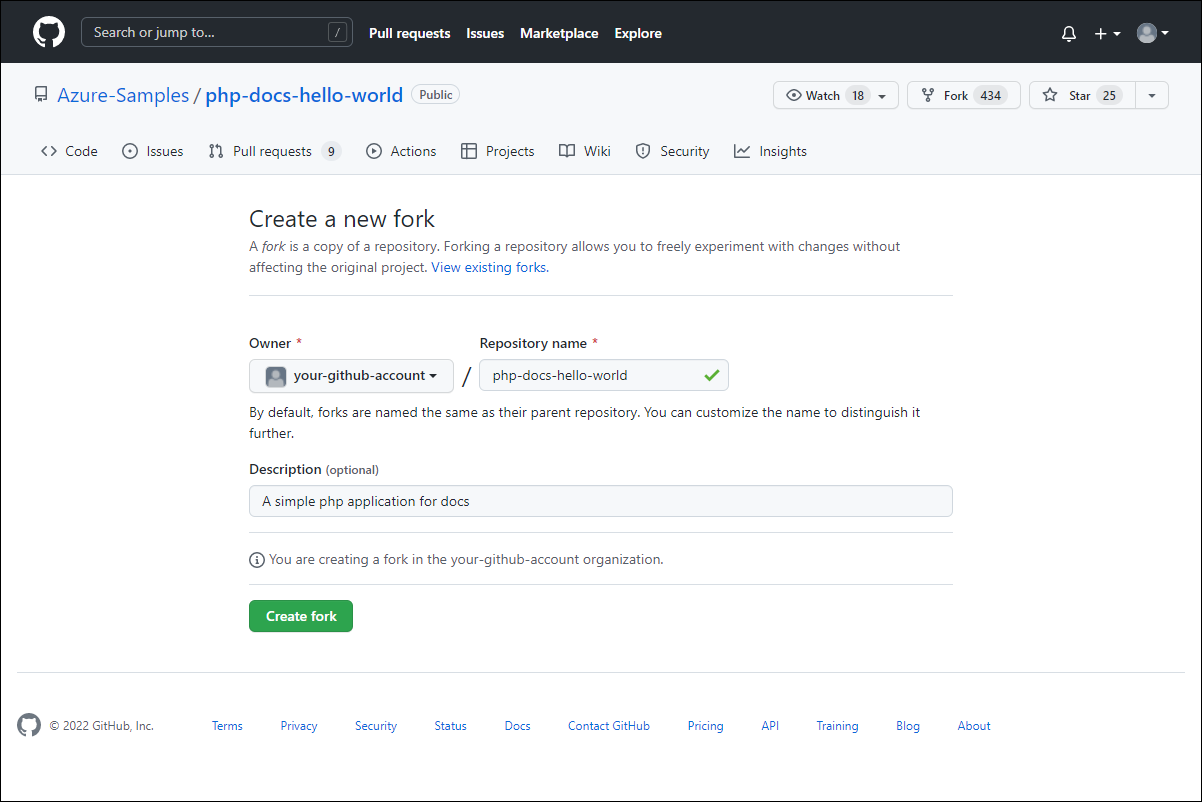 Search or jump to... / Pull requests Issues Marketplace Explore
Azure-Samples / php-docs-hello-world Public Watch 18 Fork 434 Star 25
Code Issues Pull requests 9 Actions Projects Wiki Security Insights
Create a new fork
A fork is a copy of a repository. Forking a repository allows you to freely experiment with changes without
affecting the original project. View existing forks.
Owner * Repository name *
your-github-account / php-docs-hello-world
By default, forks are named the same as their parent repository. You can customize the name to distinguish it
further.
Description (optional)
A simple php application for docs
You are creating a fork in the your-github-account organization.
Create fork
© 2022 GitHub, Inc. Terms Privacy Security Status Docs Contact GitHub Pricing API Training Blog About